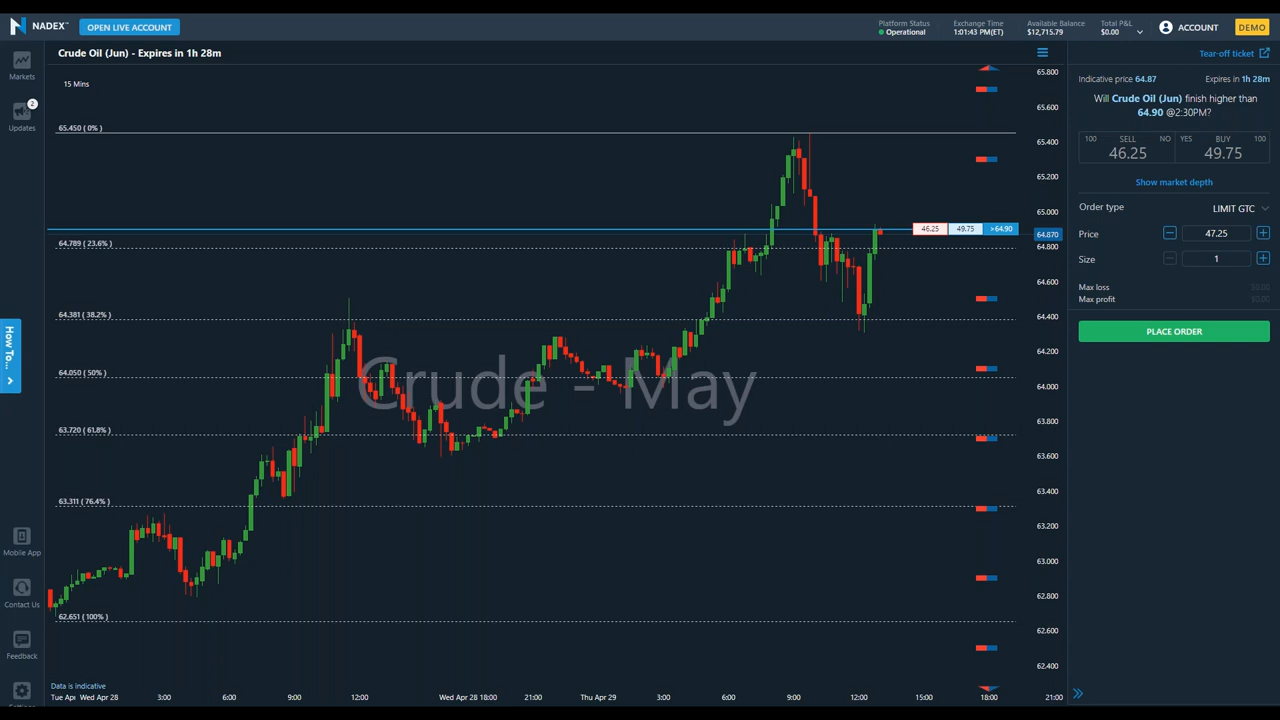 NADEX™
OPEN LIVE ACCOUNT
Platform Status
Operational
Exchange Time
1:01:43 PM(ET)
Available Balance
$12,715.79
Total P&L
$0.00
ACCOUNT
DEMO
Markets
2
Updates
How To...
Mobile App
Contact Us
Feedback
Crude Oil (Jun) - Expires in 1h 28m
15 Mins
65.450 ( 0% )
64.789 ( 23.6% )
64.381 ( 38.2% )
64.050 ( 50% )
63.720 ( 61.8% )
63.311 ( 76.4% )
62.651 ( 100% )
Crude - May
46.25 49.75 >64.90
65.800
65.600
65.400
65.200
65.000
64.870
64.800
64.600
64.400
64.200
64.000
63.800
63.600
63.400
63.200
63.000
62.800
62.600
62.400
Data is indicative
Tue Apr Wed Apr 28 3:00 6:00 9:00 12:00 Wed Apr 28 18:00 21:00 Thu Apr 29 3:00 6:00 9:00 12:00 15:00 18:00 21:00
Tear-off ticket
Indicative price 64.87 Expires in 1h 28m
Will Crude Oil (Jun) finish higher than
64.90 @2:30PM?
100 SELL NO YES BUY 100
46.25 49.75
Show market depth
Order type LIMIT GTC
Price 47.25
Size 1
Max loss $0.00
Max profit $0.00
PLACE ORDER